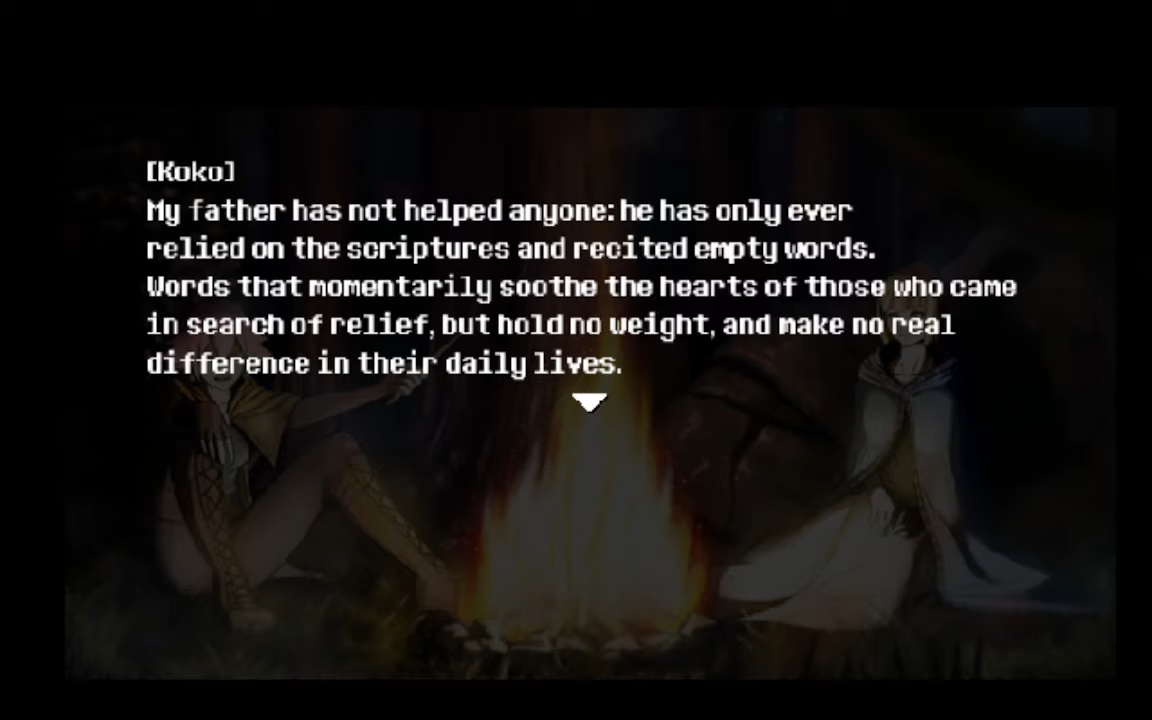 [Koko]
My father has not helped anyone: he has only ever
relied on the scriptures and recited empty words.
Words that momentarily soothe the hearts of those who came
in search of relief, but hold no weight, and make no real
difference in their daily lives.